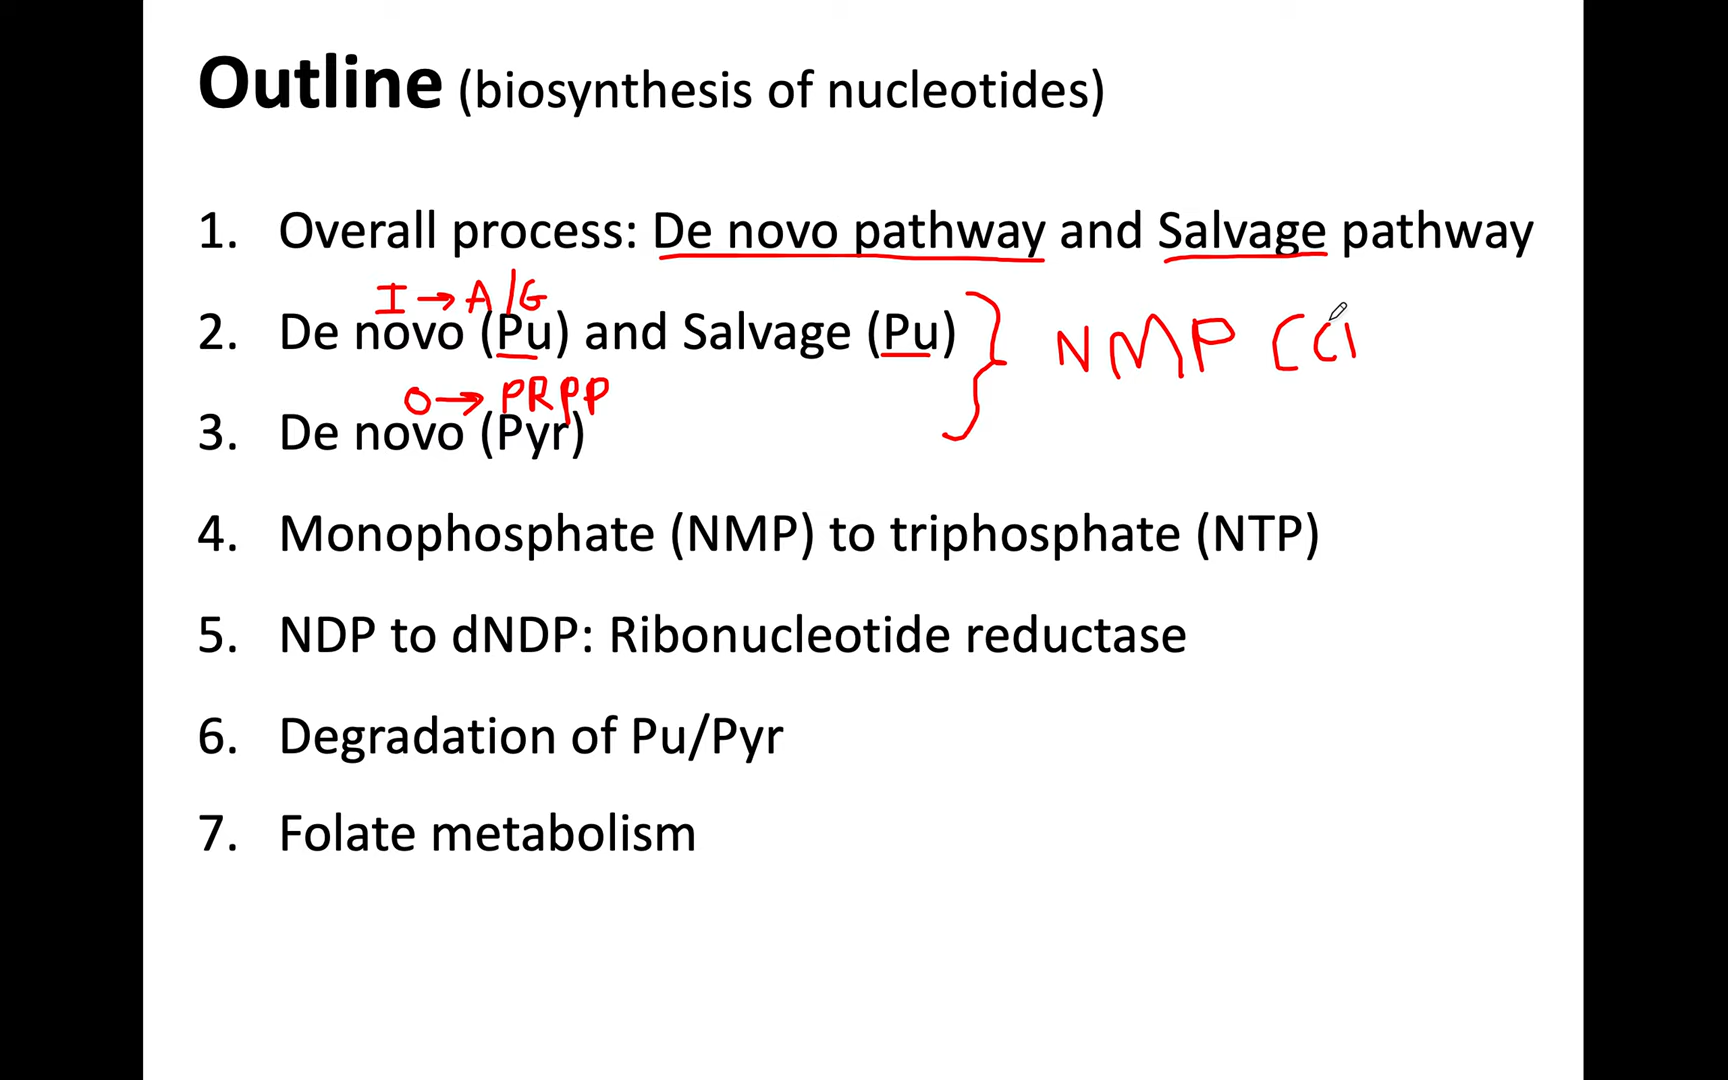 Outline (biosynthesis of nucleotides)
1. Overall process: De novo pathway and Salvage pathway
I → A/G
2. De novo (Pu) and Salvage (Pu)
NMP
O → PRPP
3. De novo (Pyr)
4. Monophosphate (NMP) to triphosphate (NTP)
5. NDP to dNDP: Ribonucleotide reductase
6. Degradation of Pu/Pyr
7. Folate metabolism